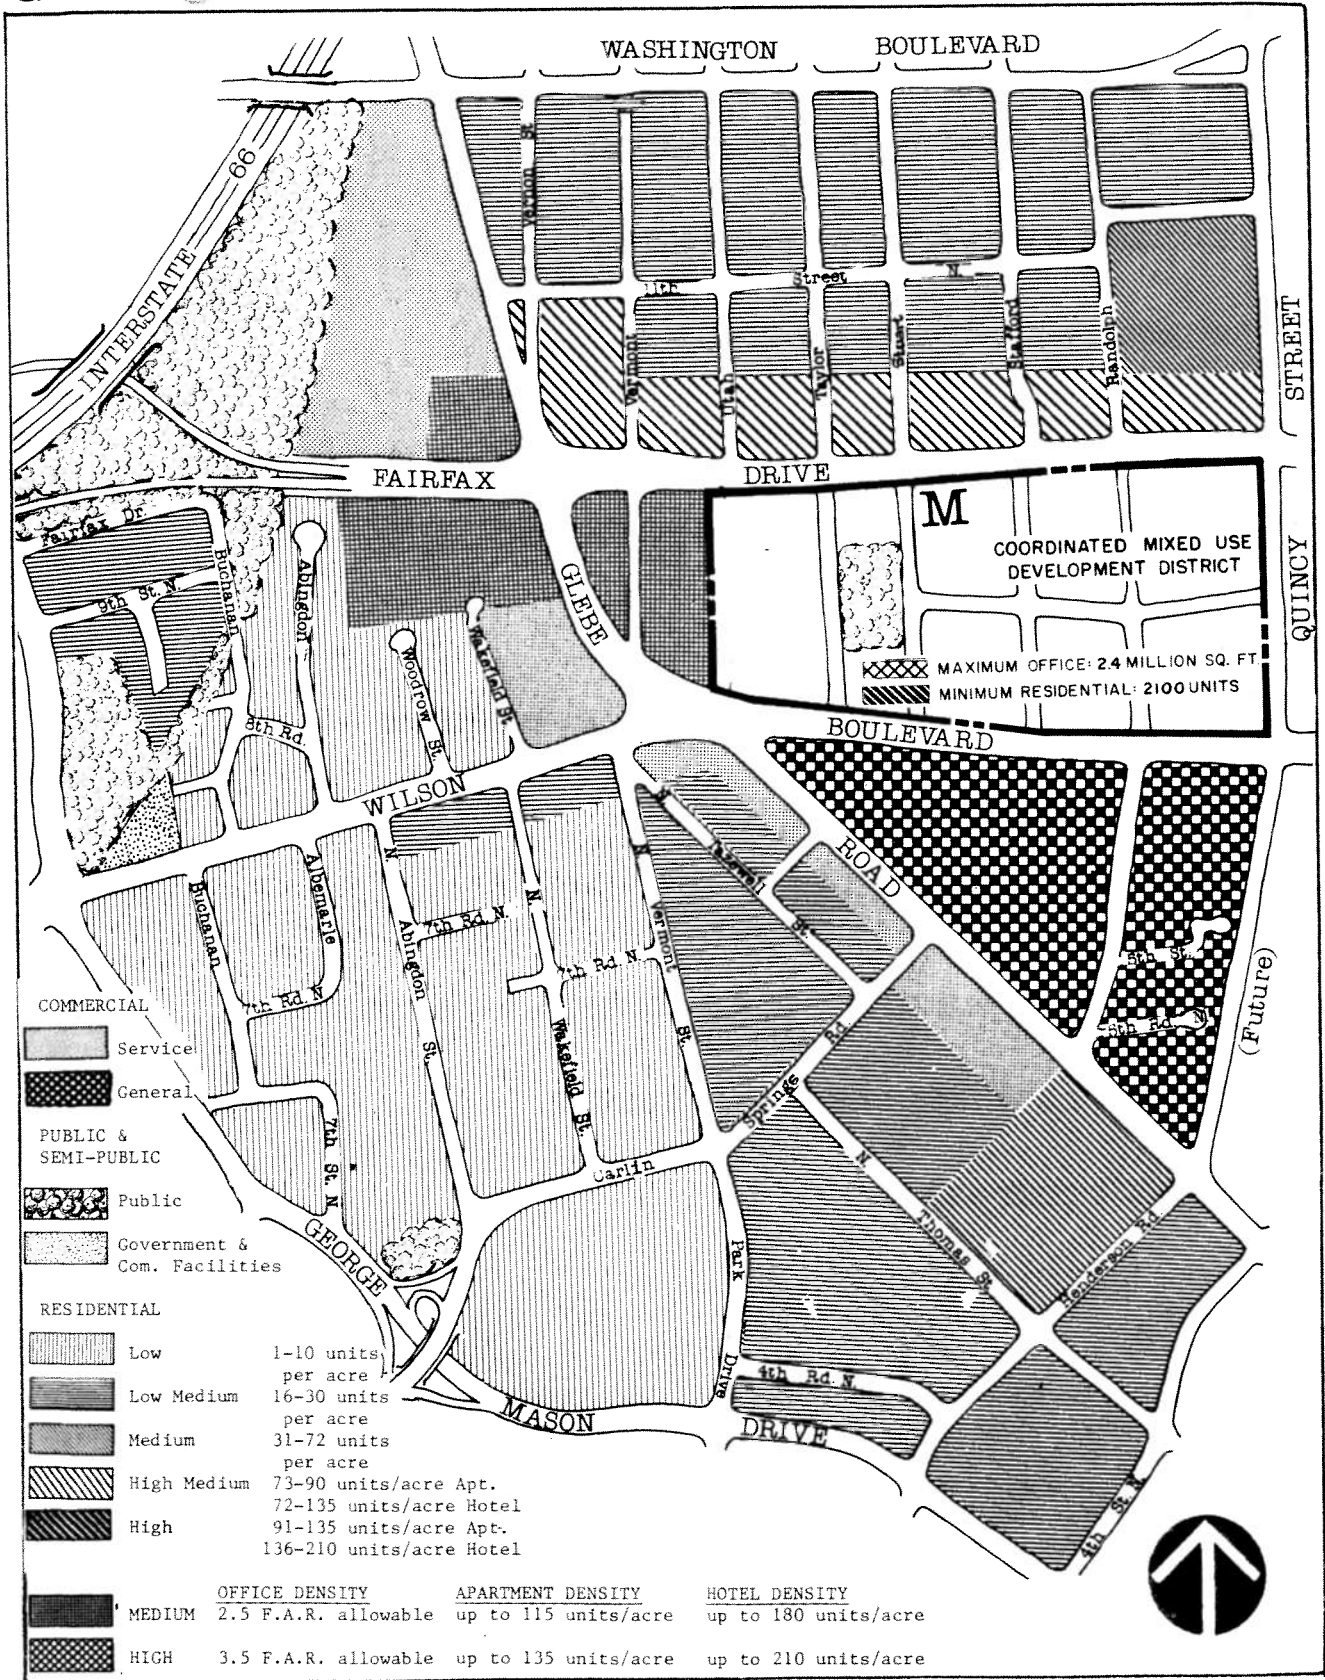 WASHINGTON BOULEVARD
66
INTERSTATE
Vernon St
11th Street N
Vermont
Utah
Taylor
Stuart
Stafford
Randolph
STREET
QUINCY
FAIRFAX DRIVE
Fairfax Dr.
9th St. N
Buchanan
Abingdon
Woodrow St.
Wakefield St.
GLEBE
M
COORDINATED MIXED USE
DEVELOPMENT DISTRICT
MAXIMUM OFFICE: 2.4 MILLION SQ. FT.
MINIMUM RESIDENTIAL: 2100 UNITS
8th Rd
WILSON
BOULEVARD
ROAD
N
Tazewell St.
N Vermont St.
Buchanan
Albemarle
N Abingdon St.
7th Rd. N.
N
7th Rd. N.
7th Rd. N
Wakefield St.
5th St.
5th Rd N
(Future)
Springs Rd.
Carlin
7th St. N
GEORGE
Park Drive
N Thomas St.
Henderson Rd.
4th Rd. N.
MASON
DRIVE
4th St. N.
COMMERCIAL
Service
General
PUBLIC &
SEMI-PUBLIC
Public
Government &
Com. Facilities
RESIDENTIAL
Low 1-10 units
per acre
Low Medium 16-30 units
per acre
Medium 31-72 units
per acre
High Medium 73-90 units/acre Apt.
72-135 units/acre Hotel
High 91-135 units/acre Apt.
136-210 units/acre Hotel
OFFICE DENSITY APARTMENT DENSITY HOTEL DENSITY
MEDIUM 2.5 F.A.R. allowable up to 115 units/acre up to 180 units/acre
HIGH 3.5 F.A.R. allowable up to 135 units/acre up to 210 units/acre